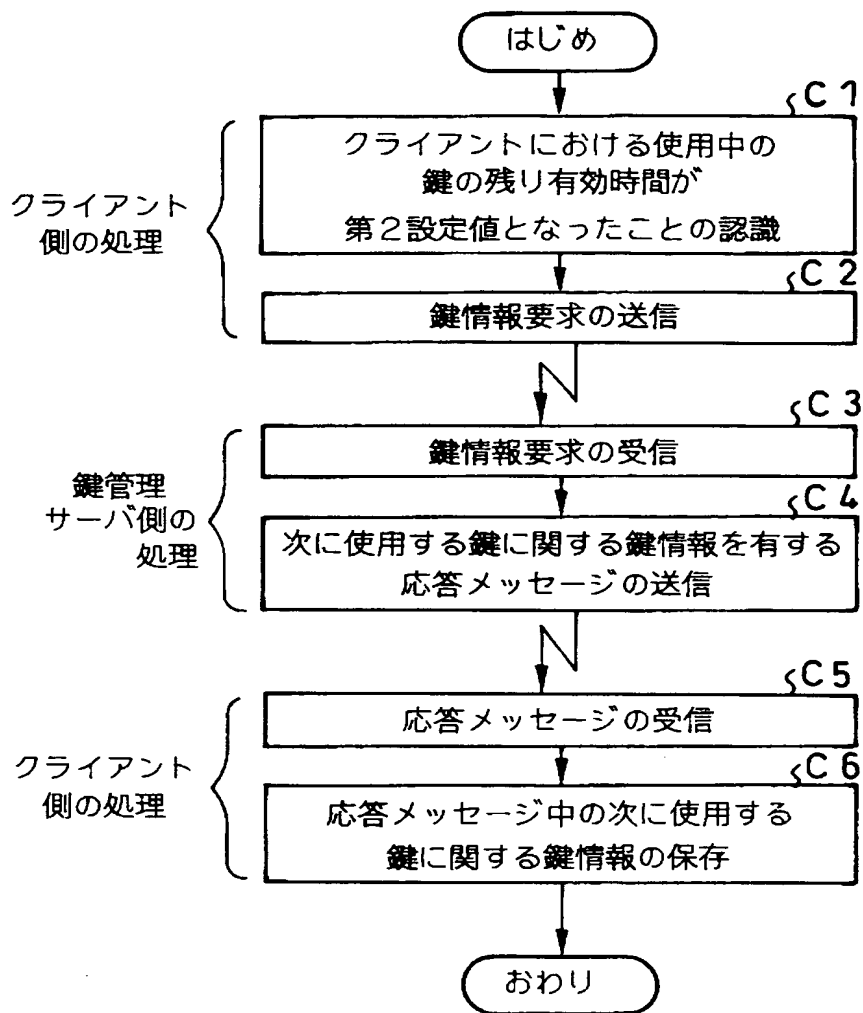 はじめ
C1
クライアントにおける使用中の
鍵の残り有効時間が
第2設定値となったことの認識
クライアント
側の処理
C2
鍵情報要求の送信
C3
鍵情報要求の受信
鍵管理
サーバ側の
処理
C4
次に使用する鍵に関する鍵情報を有する
応答メッセージの送信
C5
応答メッセージの受信
クライアント
側の処理
C6
応答メッセージ中の次に使用する
鍵に関する鍵情報の保存
おわり